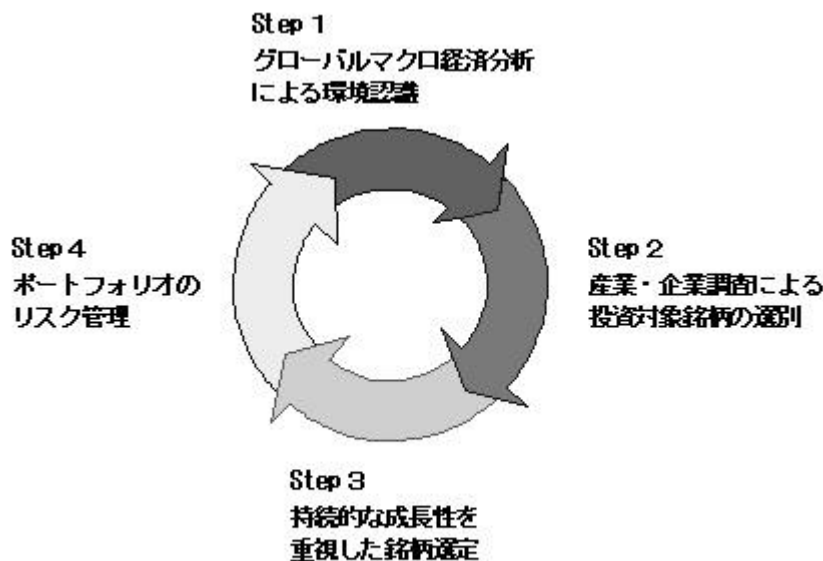 Step 1
グローバルマクロ経済分析
による環境認識
Step 2
産業・企業調査による
投資対象銘柄の選別
Step 3
持続的な成長性を
重視した銘柄選定
Step 4
ポートフォリオの
リスク管理